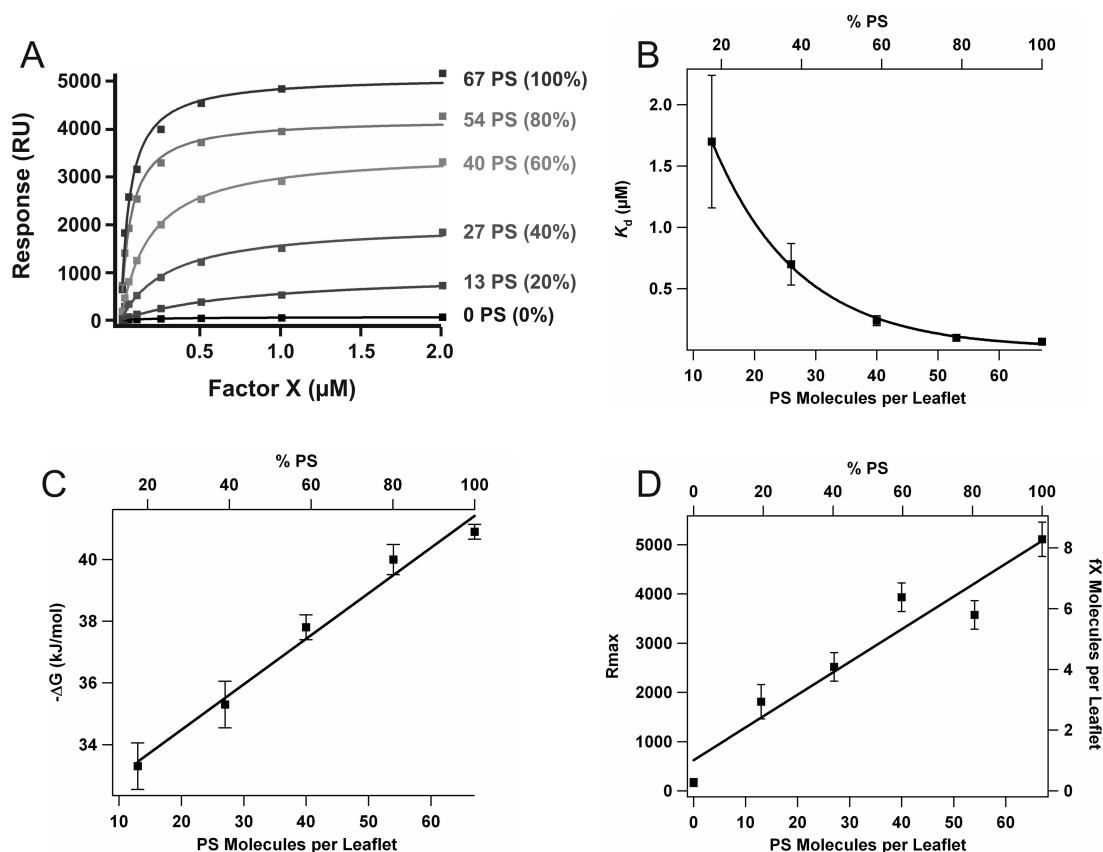 A
Response (RU)
5000
4000
3000
2000
1000
0
0.5
1.0
1.5
2.0
Factor X (µM)
67 PS (100%)
54 PS (80%)
40 PS (60%)
27 PS (40%)
13 PS (20%)
0 PS (0%)
B
% PS
20
40
60
80
100
Kd (µM)
2.0
1.5
1.0
0.5
10
20
30
40
50
60
PS Molecules per Leaflet
C
% PS
20
40
60
80
100
-ΔG (kJ/mol)
40
38
36
34
10
20
30
40
50
60
PS Molecules per Leaflet
D
% PS
0
20
40
60
80
100
Rmax
5000
4000
3000
2000
1000
0
8
6
4
2
0
fX Molecules per Leaflet
0
10
20
30
40
50
60
PS Molecules per Leaflet